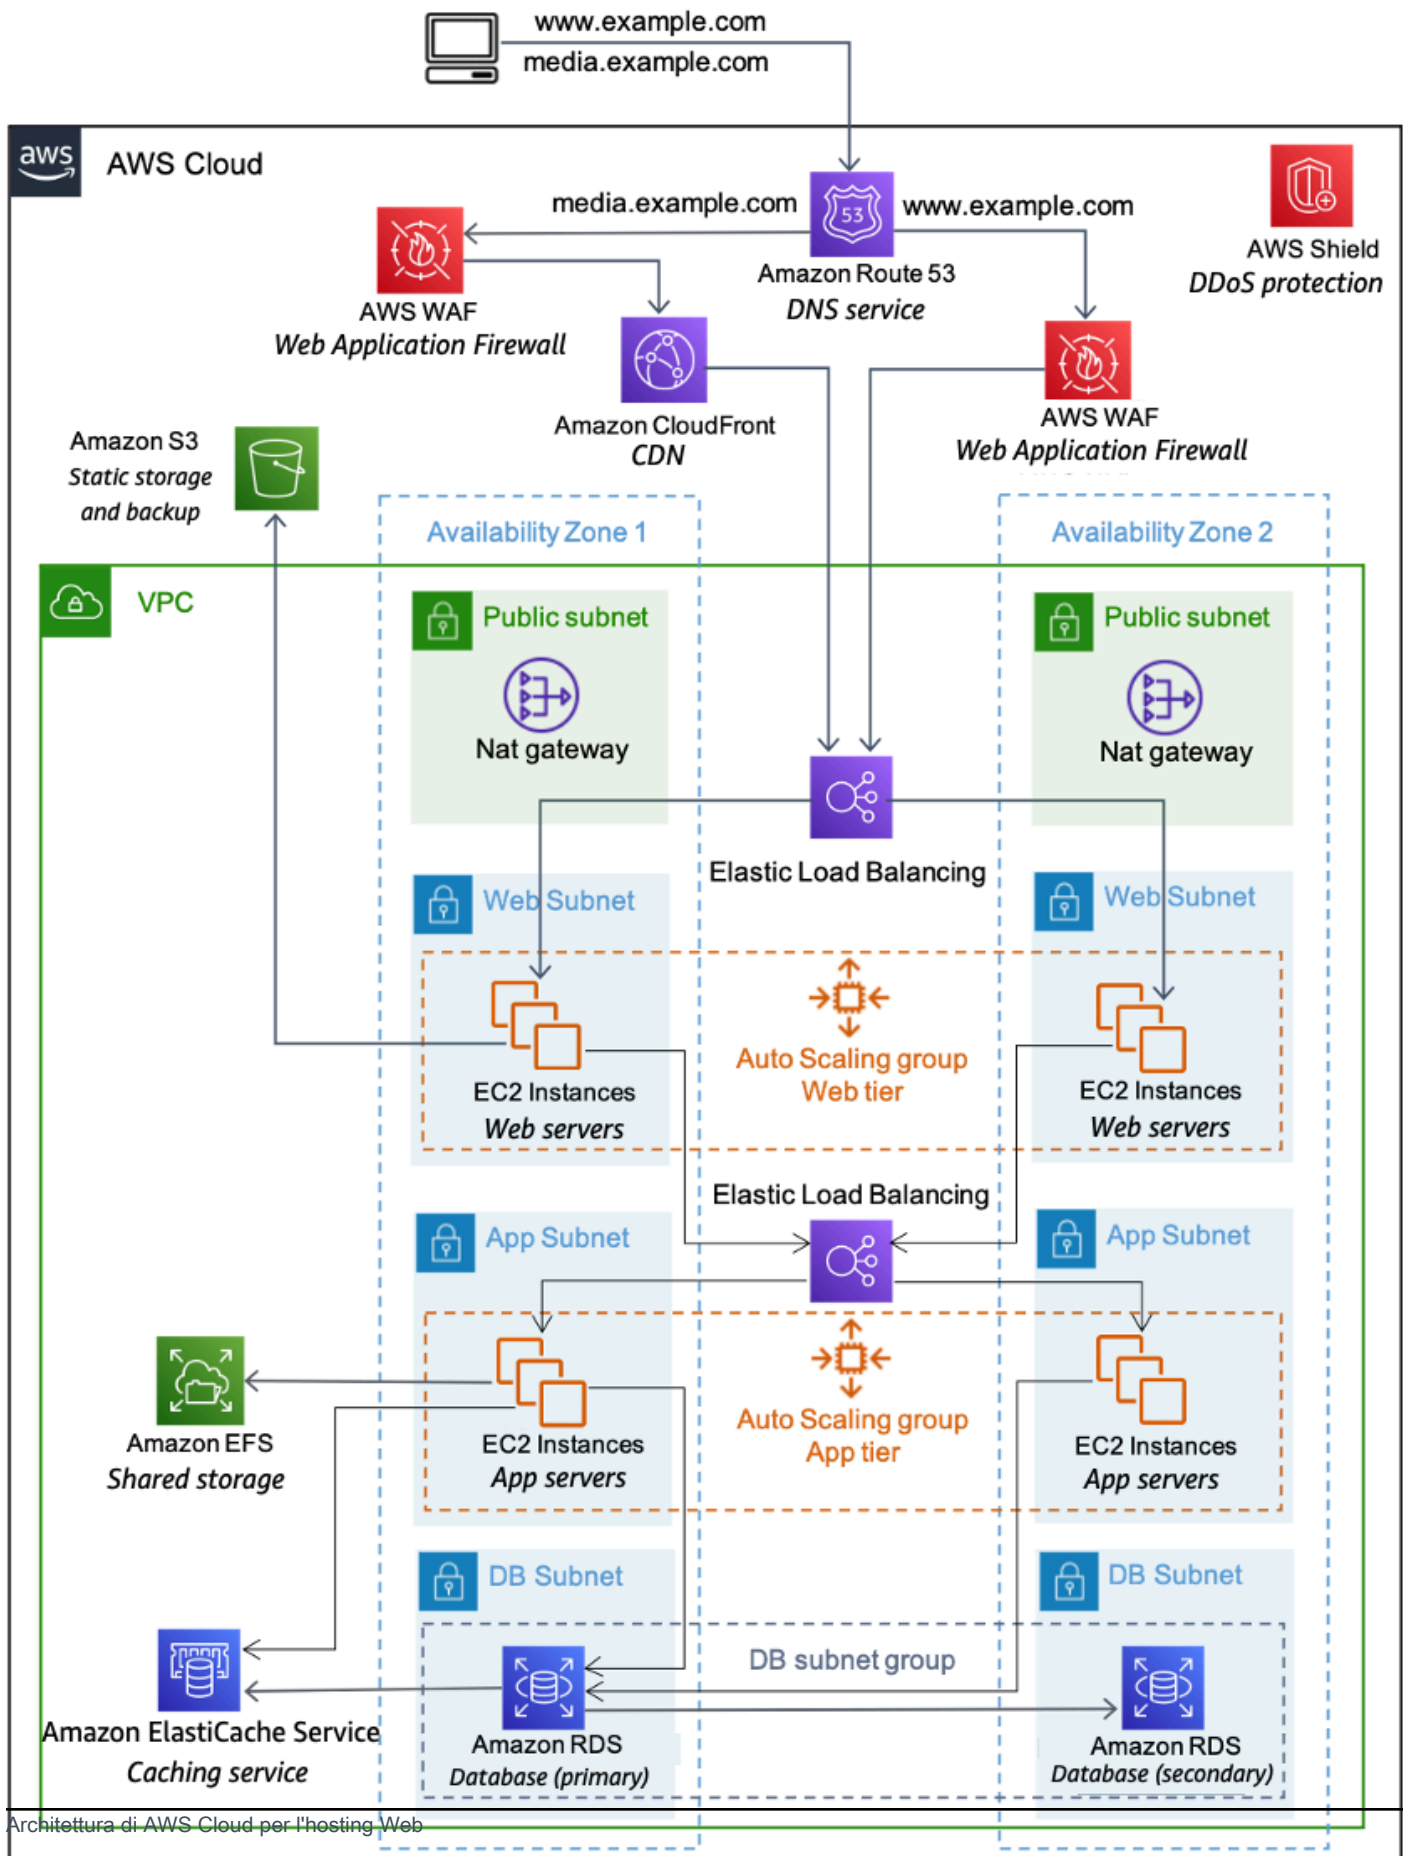 www.example.com
media.example.com
aws
AWS Cloud
media.example.com
53
www.example.com
Amazon Route 53
DNS service
AWS Shield
DDoS protection
AWS WAF
Web Application Firewall
Amazon CloudFront
CDN
AWS WAF
Web Application Firewall
Amazon S3
Static storage
and backup
Availability Zone 1
Availability Zone 2
VPC
Public subnet
Nat gateway
Public subnet
Nat gateway
Elastic Load Balancing
Web Subnet
Web Subnet
Auto Scaling group
Web tier
EC2 Instances
Web servers
EC2 Instances
Web servers
Elastic Load Balancing
App Subnet
App Subnet
Auto Scaling group
App tier
EC2 Instances
App servers
EC2 Instances
App servers
Amazon EFS
Shared storage
DB Subnet
DB Subnet
DB subnet group
Amazon RDS
Database (primary)
Amazon RDS
Database (secondary)
Amazon ElastiCache Service
Caching service
Architettura di AWS Cloud per l'hosting Web